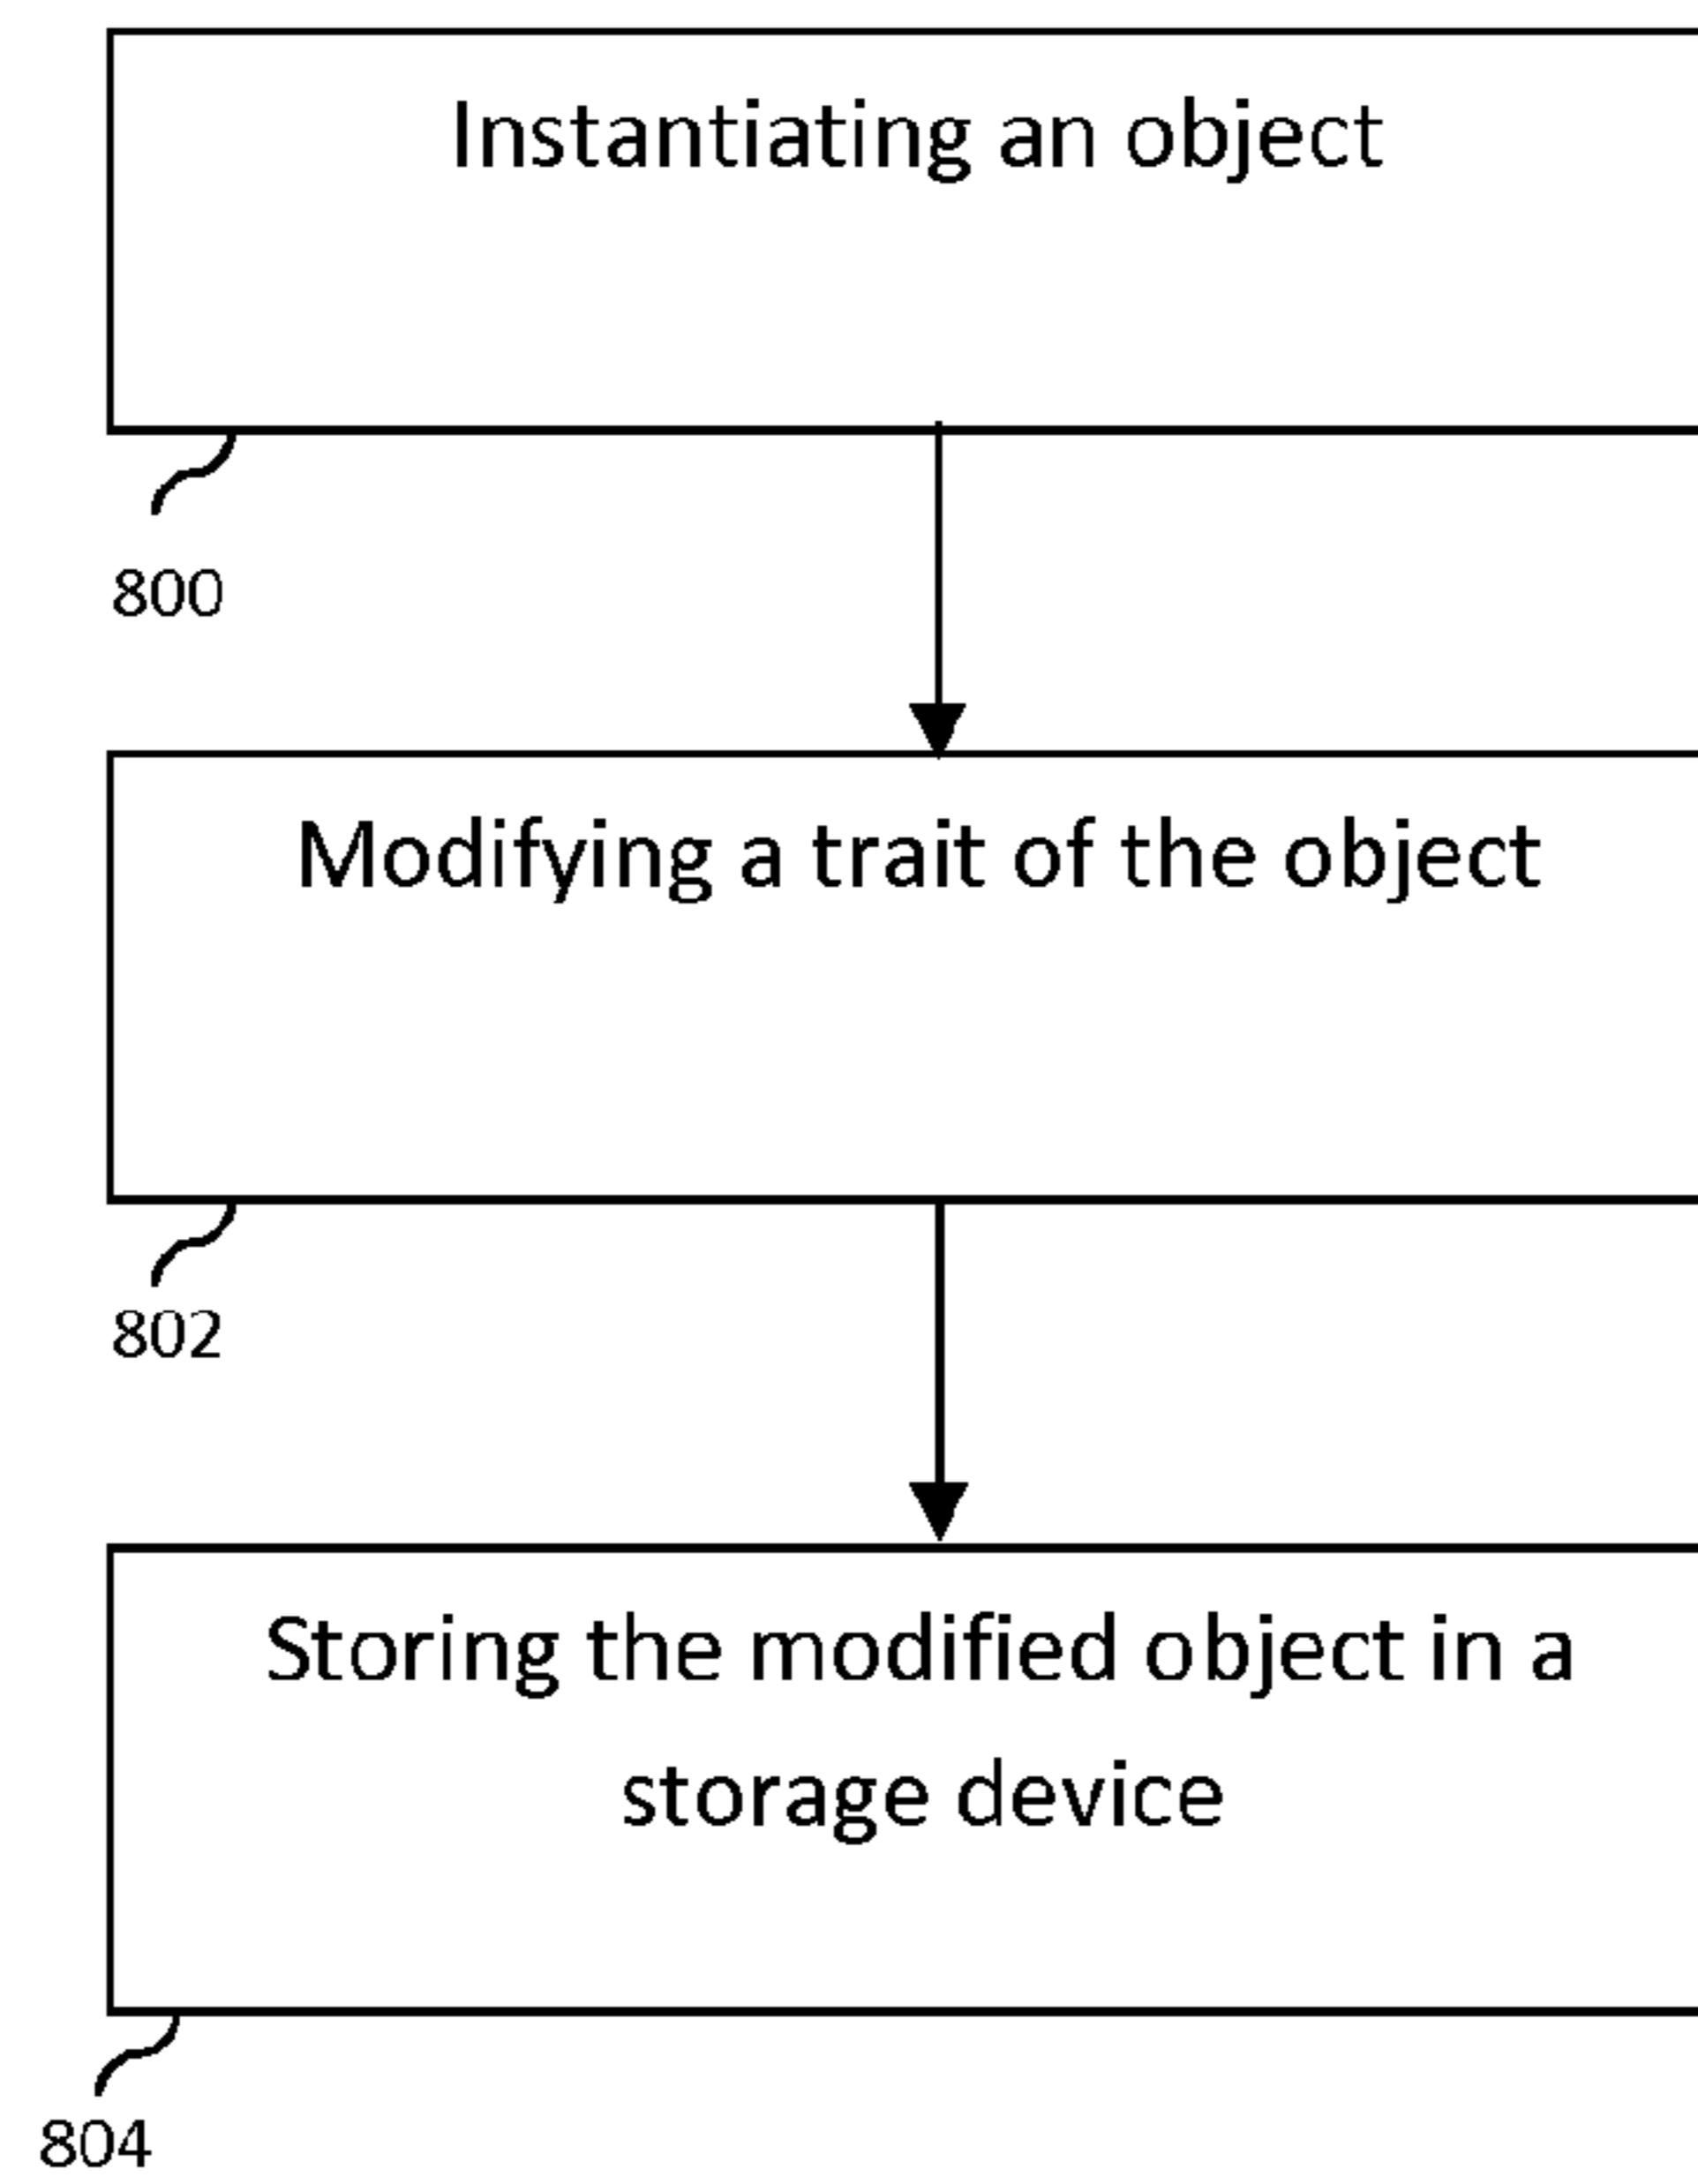 Instantiating an object
800
Modifying a trait of the object
802
Storing the modified object in a
storage device
804